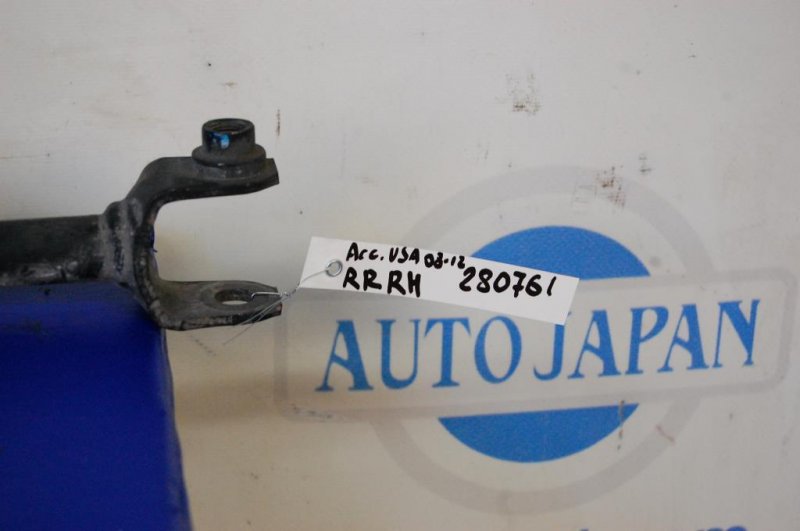 Acc. USA 08-12
RR RH 280761
AUTO JAPAN